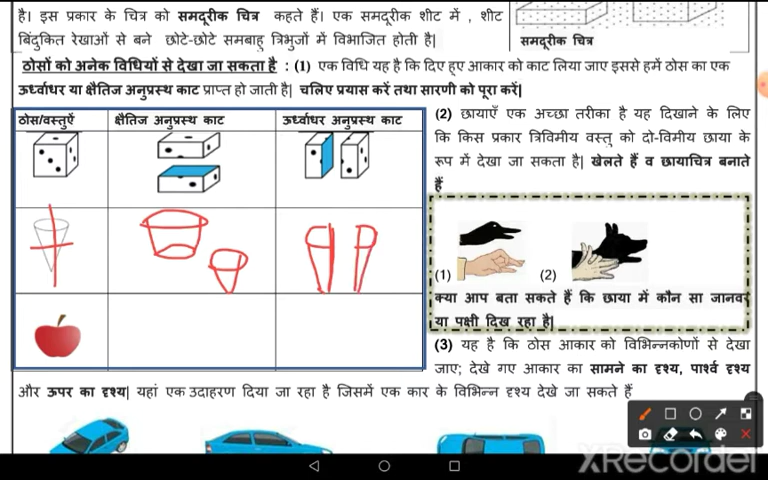 है। इस प्रकार के चित्र को समदूरीक चित्र कहते हैं। एक समदूरीक शीट में , शीट
बिंदुकित रेखाओं से बने छोटे-छोटे समबाहु त्रिभुजों में विभाजित होती है|
समदूरीक चित्र
ठोसों को अनेक विधियों से देखा जा सकता है : (1) एक विधि यह है कि दिए हुए आकार को काट लिया जाए इससे हमें ठोस का एक
ऊर्ध्वाधर या क्षैतिज अनुप्रस्थ काट प्राप्त हो जाती है| चलिए प्रयास करें तथा सारणी को पूरा करें|
ठोस/वस्तुऐं क्षैतिज अनुप्रस्थ काट ऊर्ध्वाधर अनुप्रस्थ काट
(2) छायाएँ एक अच्छा तरीका है यह दिखाने के लिए
कि किस प्रकार त्रिविमीय वस्तु को दो-विमीय छाया के
रूप में देखा जा सकता है| खेलते हैं व छायाचित्र बनाते
हैं
(1) (2)
क्या आप बता सकते हैं कि छाया में कौन सा जानवर
या पक्षी दिख रहा है|
(3) यह है कि ठोस आकार को विभिन्नकोणों से देखा
जाए; देखे गए आकार का सामने का दृश्य, पार्श्व दृश्य
और ऊपर का दृश्य| यहां एक उदाहरण दिया जा रहा है जिसमें एक कार के विभिन्न दृश्य देखे जा सकते हैं
XRecorder